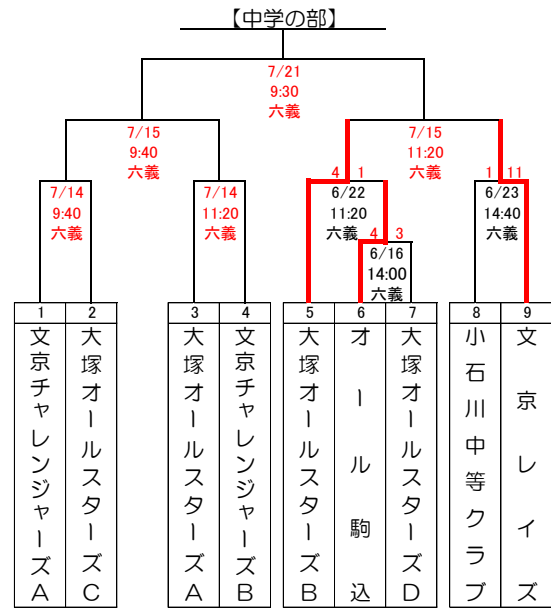 【中学の部】
7/21
9:30
六義
7/15
9:40
六義
7/15
11:20
六義
7/14
9:40
六義
7/14
11:20
六義
4 1
6/22
11:20
六義
1 11
6/23
14:40
六義
4 3
6/16
14:00
六義
1 2 3 4 5 6 7 8 9
文京チャレンジャーズA
大塚オールスターズC
大塚オールスターズA
文京チャレンジャーズB
大塚オールスターズB
オール駒込
大塚オールスターズD
小石川中等クラブ
文京レイズ